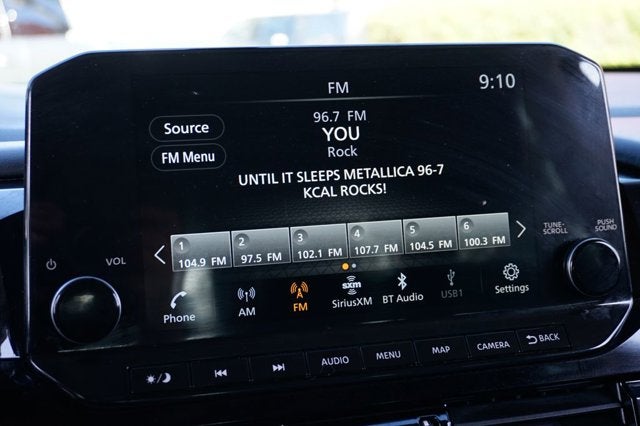 FM
9:10
96.7 FM
Source
YOU
Rock
FM Menu
UNTIL IT SLEEPS METALLICA 96-7
KCAL ROCKS!
1 2 3 4 5 6
104.9 FM 97.5 FM 102.1 FM 107.7 FM 104.5 FM 100.3 FM
TUNE-
SCROLL
PUSH
SOUND
VOL
Phone
AM
FM
sxm
SiriusXM
BT Audio
USB1
Settings
AUDIO
MENU
MAP
CAMERA
BACK